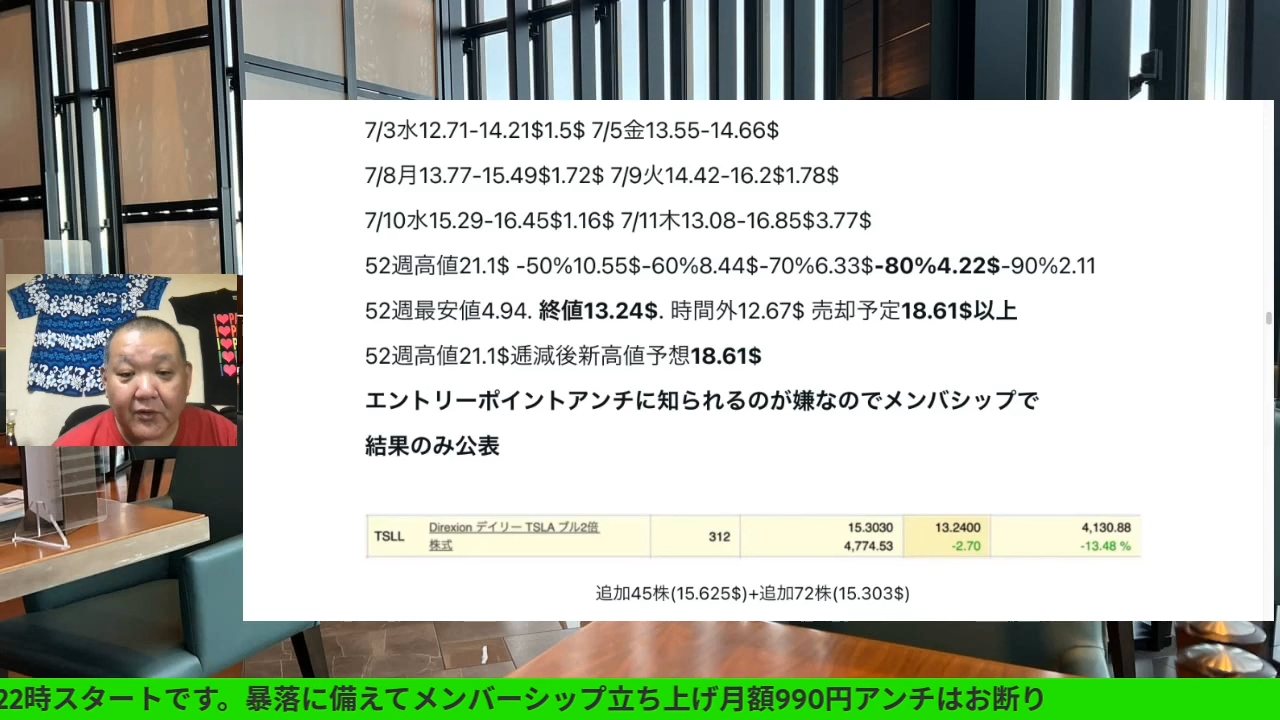 7/3水12.71-14.21$1.5$ 7/5金13.55-14.66$
7/8月13.77-15.49$1.72$ 7/9火14.42-16.2$1.78$
7/10水15.29-16.45$1.16$ 7/11木13.08-16.85$3.77$
52週高値21.1$ -50%10.55$-60%8.44$-70%6.33$-80%4.22$-90%2.11
52週最安値4.94. 終値13.24$. 時間外12.67$ 売却予定18.61$以上
52週高値21.1$逓減後新高値予想18.61$
エントリーポイントアンチに知られるのが嫌なのでメンバシップで
結果のみ公表
TSLL Direxion デイリー TSLA ブル2倍 株式 312 15.3030 13.2400 4,130.88
4,774.53 -2.70 -13.48 %
追加45株(15.625$)+追加72株(15.303$)
22時スタートです。暴落に備えてメンバーシップ立ち上げ月額990円アンチはお断り